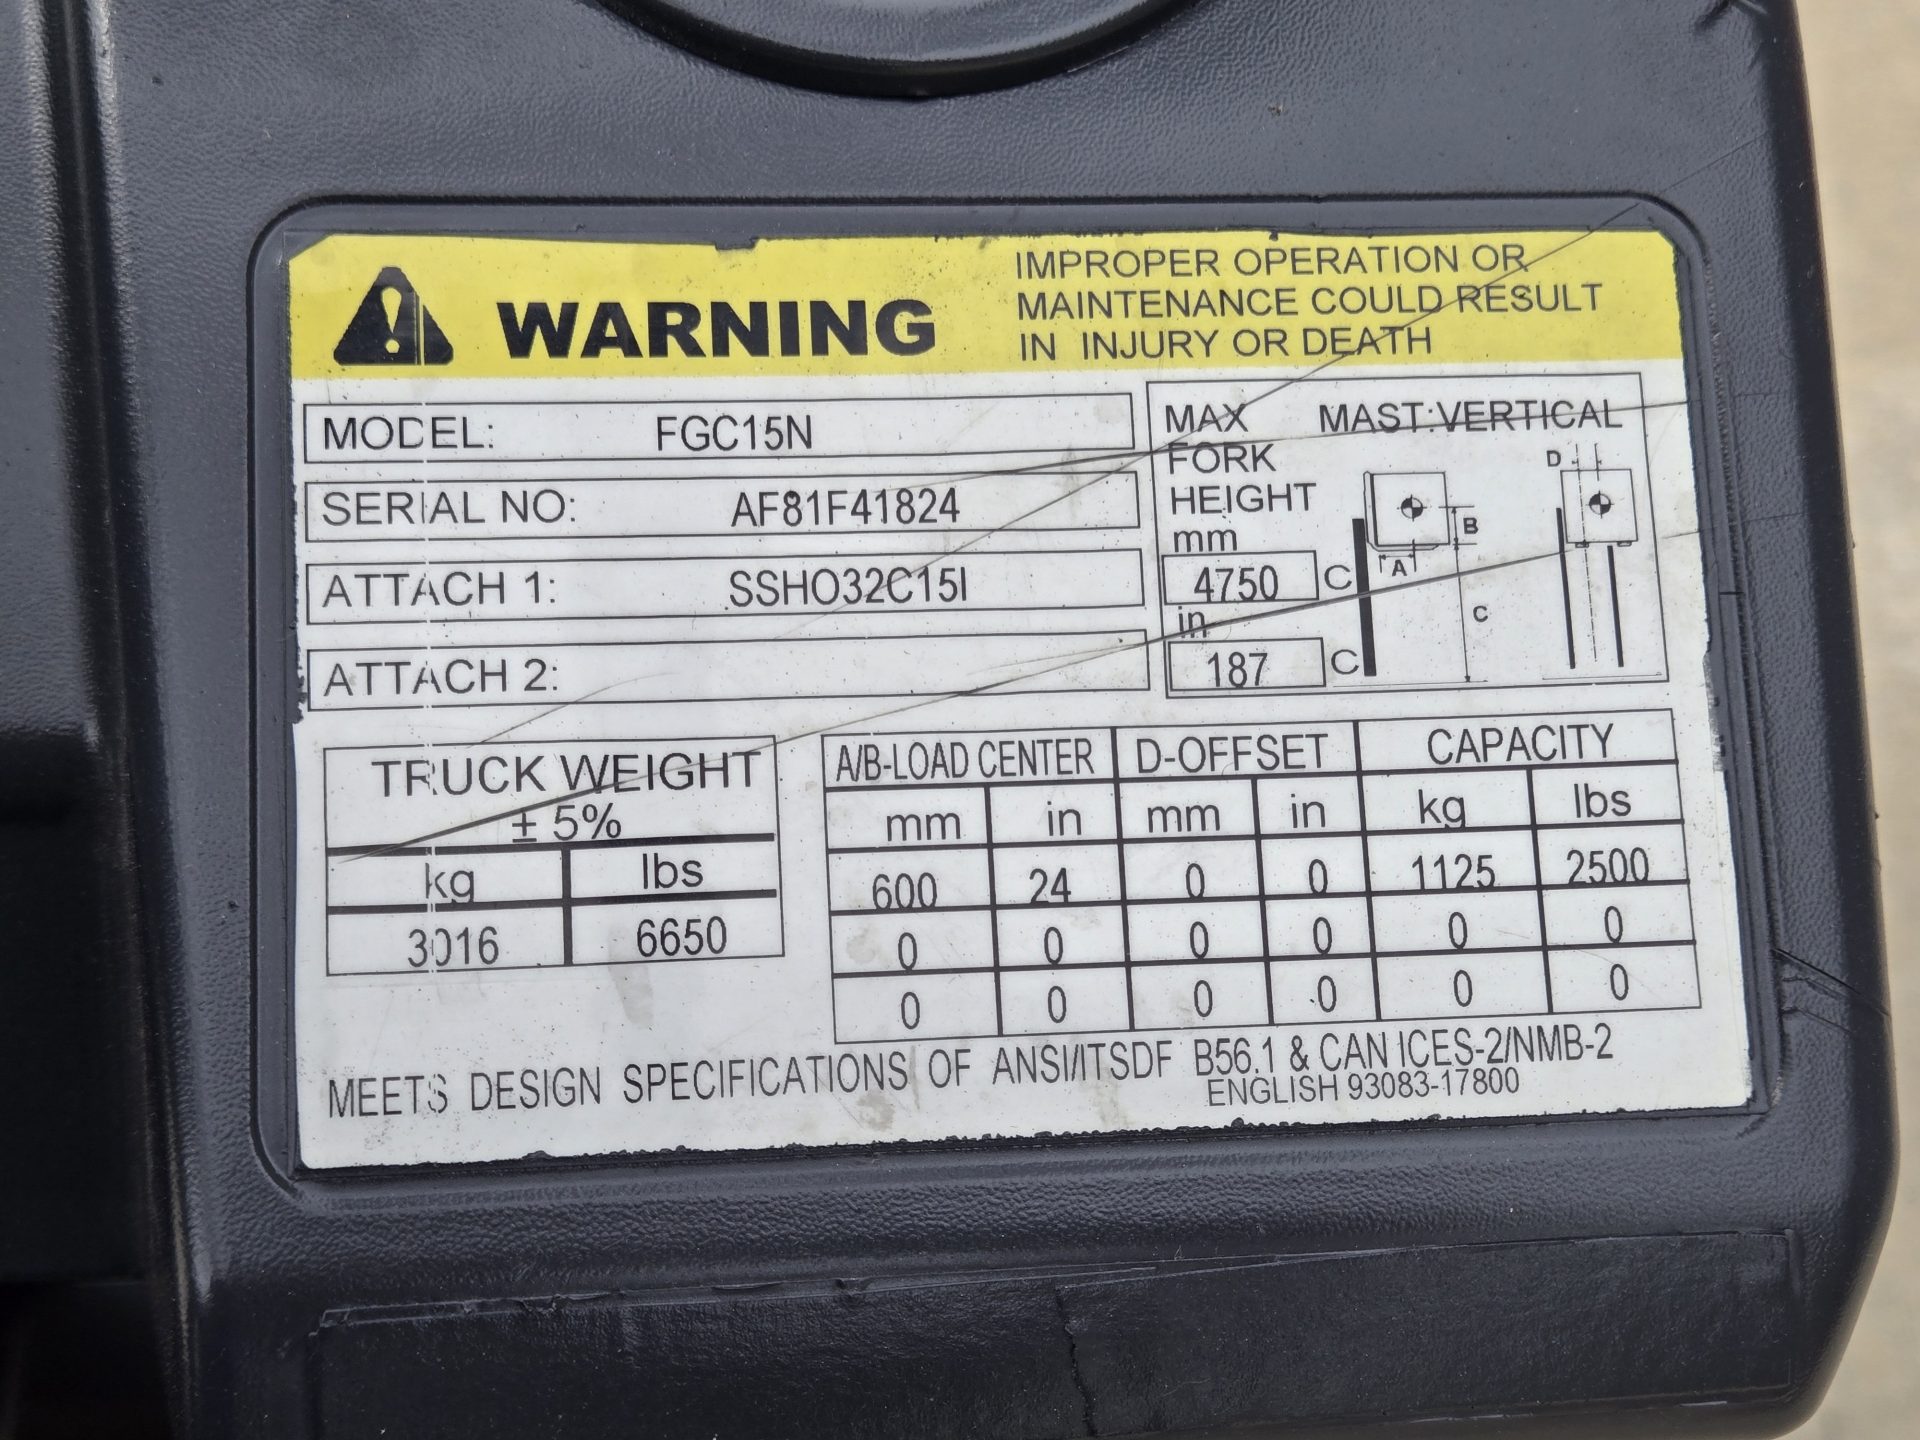 WARNING
IMPROPER OPERATION OR
MAINTENANCE COULD RESULT
IN INJURY OR DEATH
MODEL: FGC15N
SERIAL NO: AF81F41824
ATTACH 1: SSHO32C15I
ATTACH 2:
MAX MAST:VERTICAL
FORK
HEIGHT
mm
4750 C
in
187 C
A B C D
TRUCK WEIGHT
± 5%
kg lbs
3016 6650
A/B-LOAD CENTER D-OFFSET CAPACITY
mm in mm in kg lbs
600 24 0 0 1125 2500
0 0 0 0 0 0
0 0 0 0 0 0
MEETS DESIGN SPECIFICATIONS OF ANSI/ITSDF B56.1 & CAN ICES-2/NMB-2
ENGLISH 93083-17800